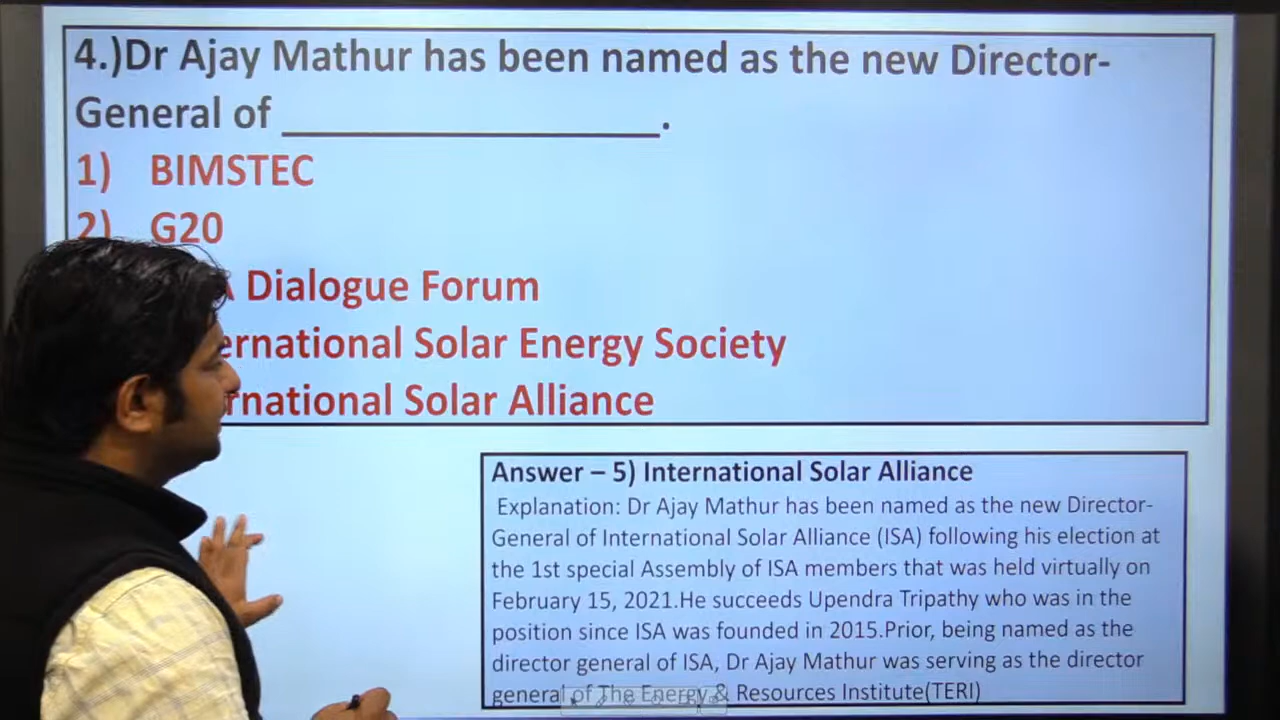 4.)Dr Ajay Mathur has been named as the new Director-
General of ____________________.
1) BIMSTEC
2) G20
Dialogue Forum
ernational Solar Energy Society
rnational Solar Alliance
Answer – 5) International Solar Alliance
Explanation: Dr Ajay Mathur has been named as the new Director-
General of International Solar Alliance (ISA) following his election at
the 1st special Assembly of ISA members that was held virtually on
February 15, 2021.He succeeds Upendra Tripathy who was in the
position since ISA was founded in 2015.Prior, being named as the
director general of ISA, Dr Ajay Mathur was serving as the director
general of The Energy & Resources Institute(TERI)